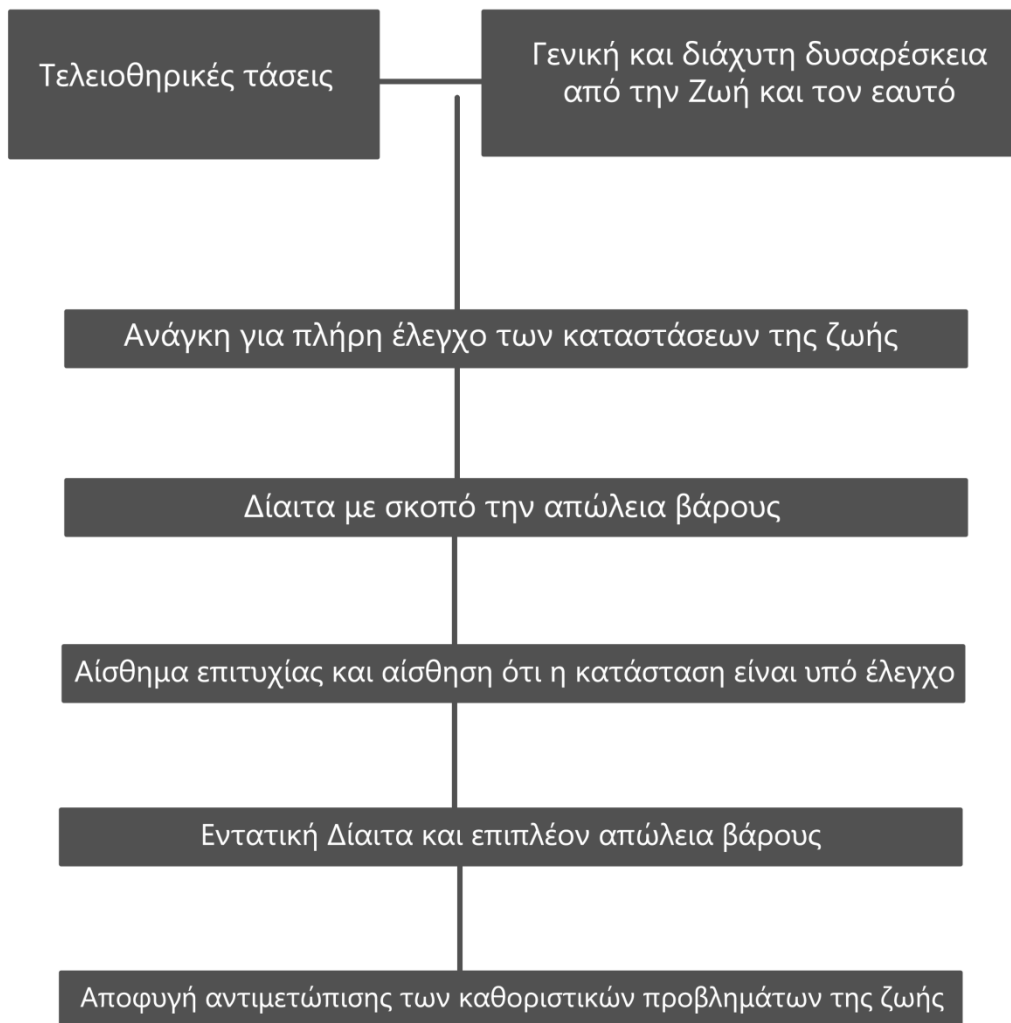 Τελειοθηρικές τάσεις
Γενική και διάχυτη δυσαρέσκεια
από την Ζωή και τον εαυτό
Ανάγκη για πλήρη έλεγχο των καταστάσεων της ζωής
Δίαιτα με σκοπό την απώλεια βάρους
Αίσθημα επιτυχίας και αίσθηση ότι η κατάσταση είναι υπό έλεγχο
Εντατική Δίαιτα και επιπλέον απώλεια βάρους
Αποφυγή αντιμετώπισης των καθοριστικών προβλημάτων της ζωής